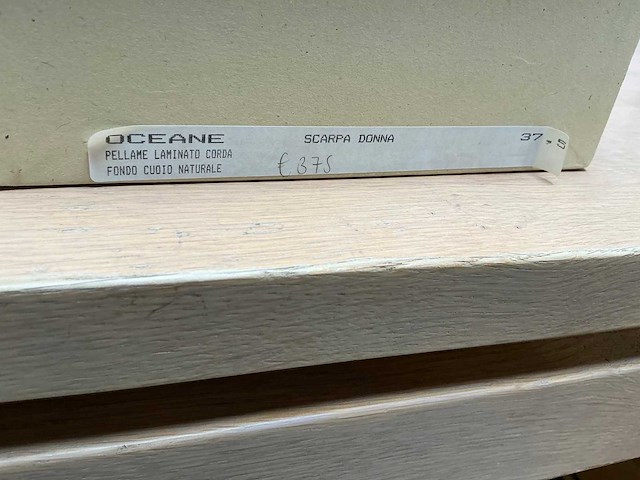 OCEANE SCARPA DONNA 37,5
PELLAME LAMINATO CORDA
FONDO CUOIO NATURALE €.375